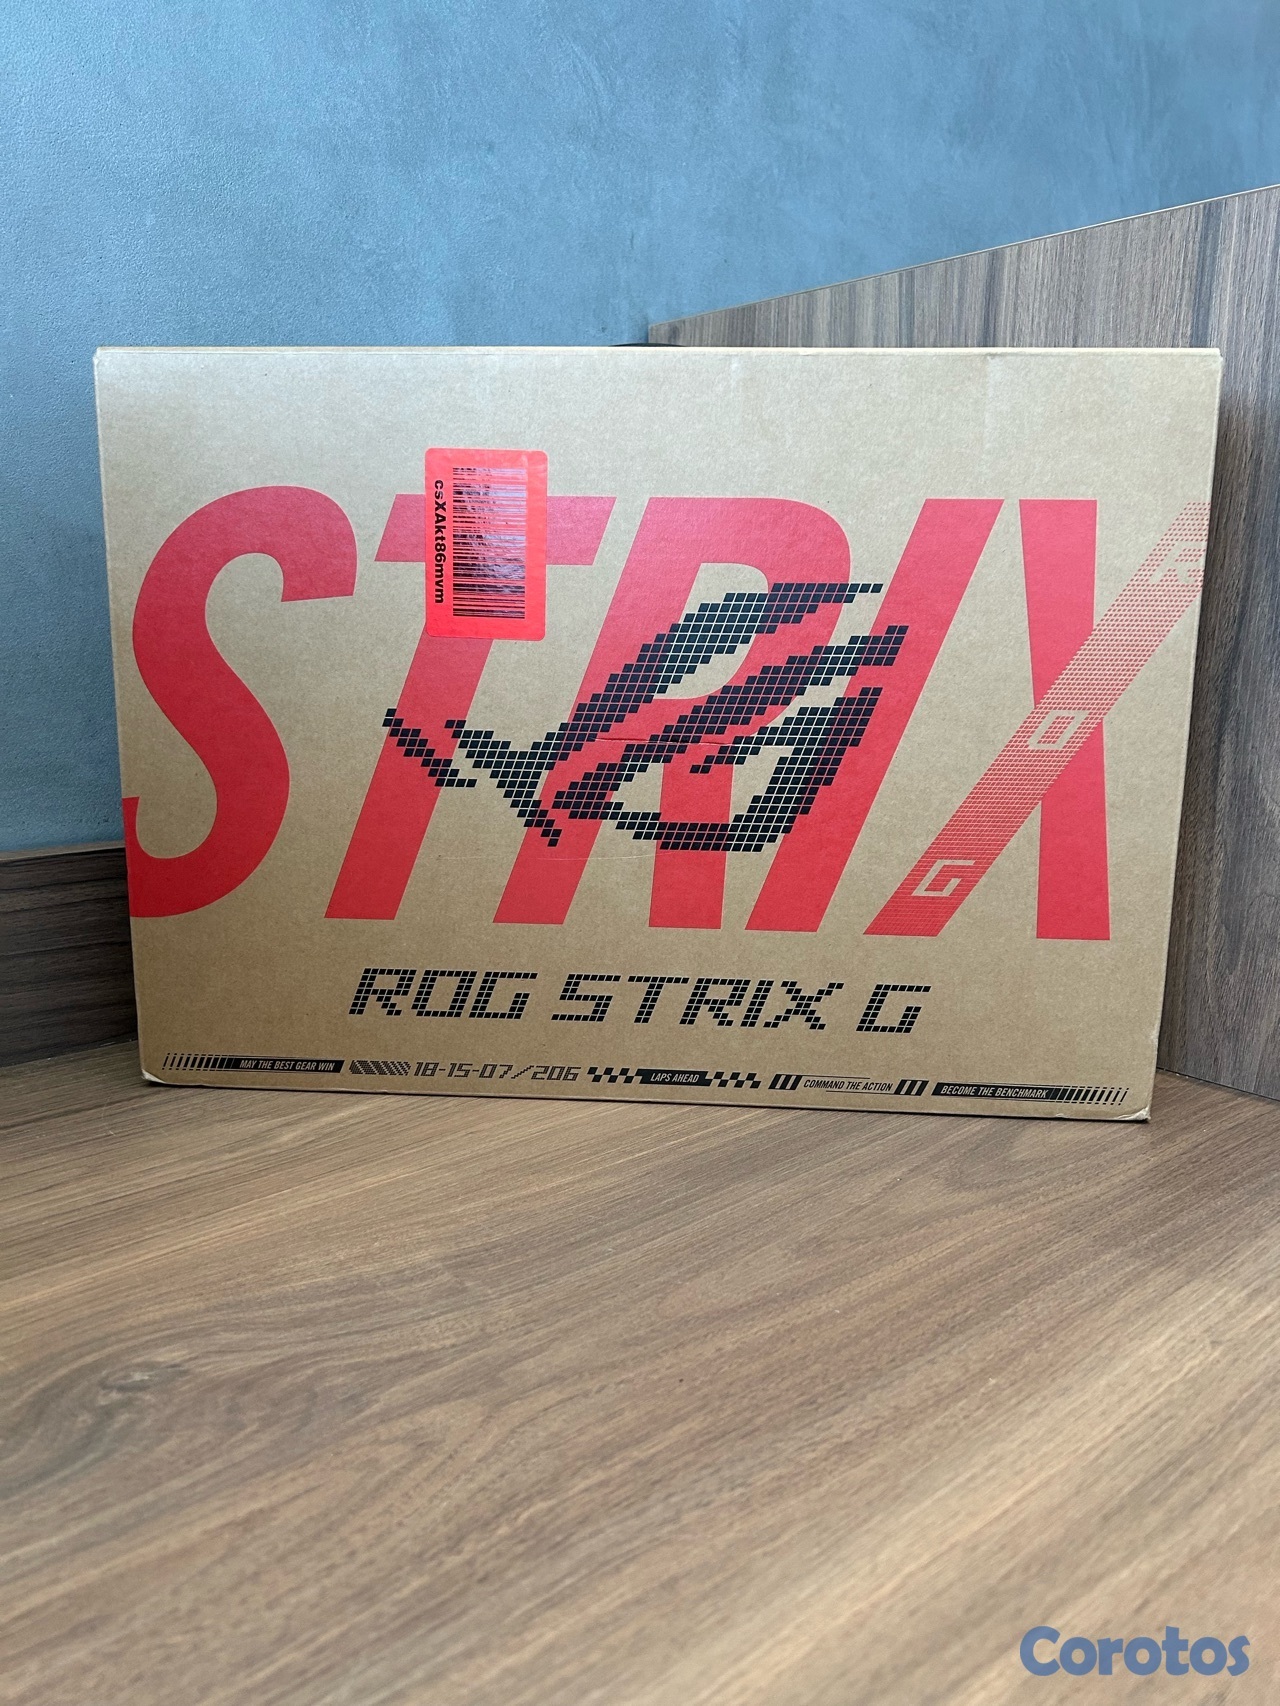 STRIX
csXAkt86mvm
R O G
ROG STRIX G
MAY THE BEST GEAR WIN 18-15-07/206 LAPS AHEAD COMMAND THE ACTION BECOME THE BENCHMARK
Corotos